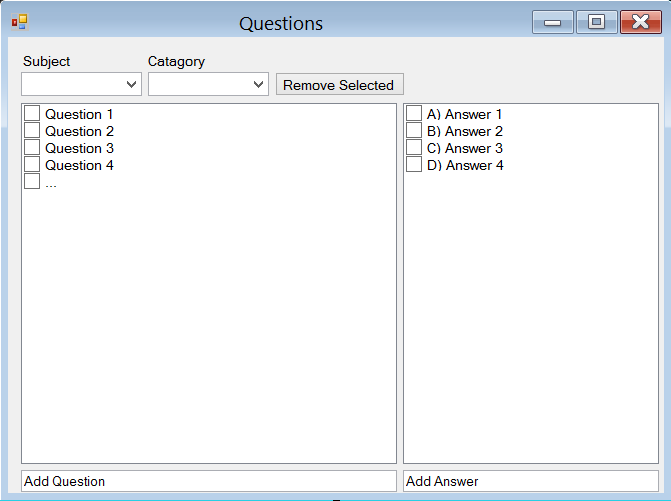 Questions
Subject Catagory
Remove Selected
Question 1
Question 2
Question 3
Question 4
...
A) Answer 1
B) Answer 2
C) Answer 3
D) Answer 4
Add Question
Add Answer